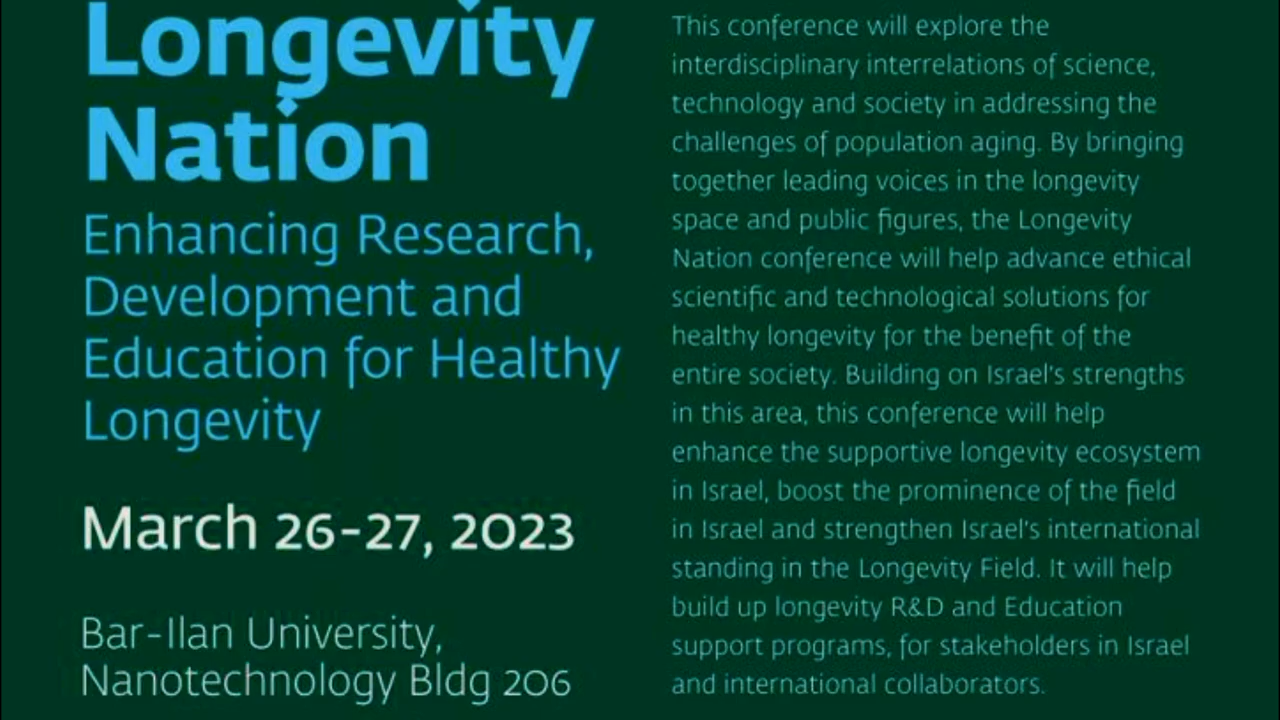 Longevity
Nation
Enhancing Research,
Development and
Education for Healthy
Longevity
March 26-27, 2023
Bar-Ilan University,
Nanotechnology Bldg 206
This conference will explore the
interdisciplinary interrelations of science,
technology and society in addressing the
challenges of population aging. By bringing
together leading voices in the longevity
space and public figures, the Longevity
Nation conference will help advance ethical
scientific and technological solutions for
healthy longevity for the benefit of the
entire society. Building on Israel's strengths
in this area, this conference will help
enhance the supportive longevity ecosystem
in Israel, boost the prominence of the field
in Israel and strengthen Israel's international
standing in the Longevity Field. It will help
build up longevity R&D and Education
support programs, for stakeholders in Israel
and international collaborators.